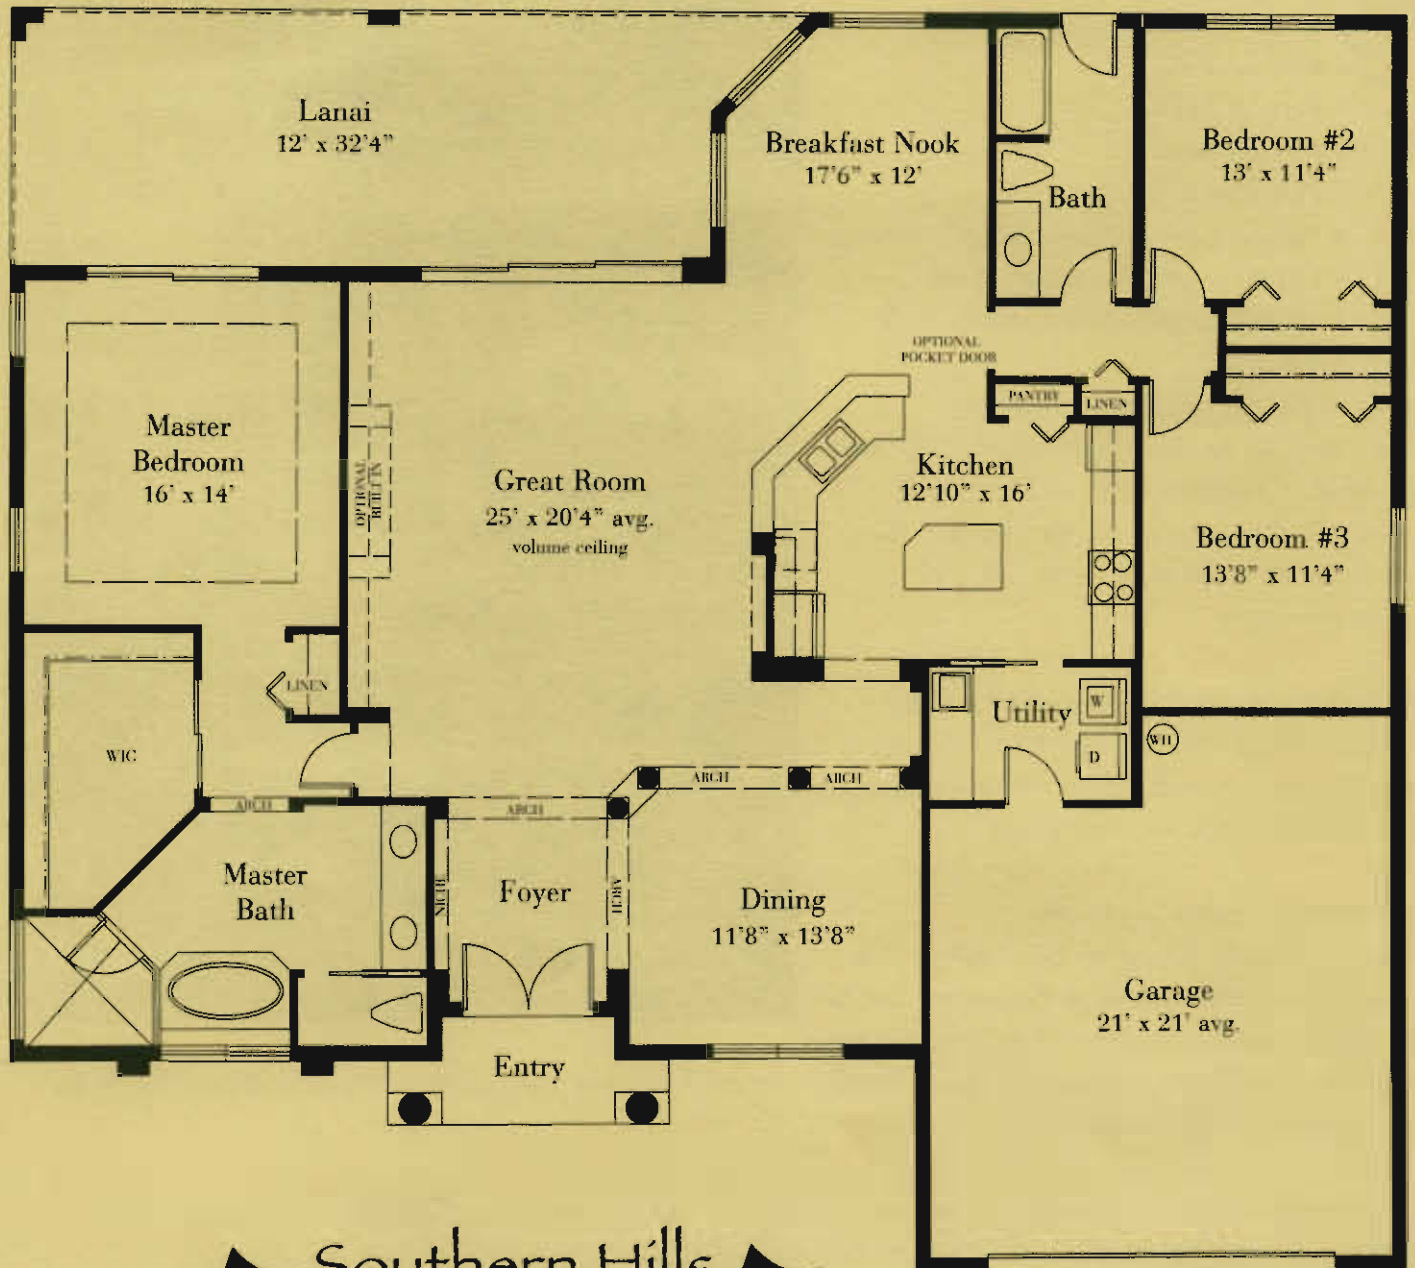 Lanai
12' x 32'4"
Breakfast Nook
17'6" x 12'
Bath
Bedroom #2
13' x 11'4"
OPTIONAL
POCKET DOOR
PANTRY
LINEN
Master
Bedroom
16' x 14'
OPTIONAL
BUILT IN
Great Room
25' x 20'4" avg.
volume ceiling
Kitchen
12'10" x 16'
Bedroom #3
13'8" x 11'4"
LINEN
WIC
Utility
W
D
WH
ARCH
ARCH
ARCH
ARCH
Master
Bath
NICHE
Foyer
ARCH
Dining
11'8" x 13'8"
Garage
21' x 21' avg.
Entry
Southern Hills